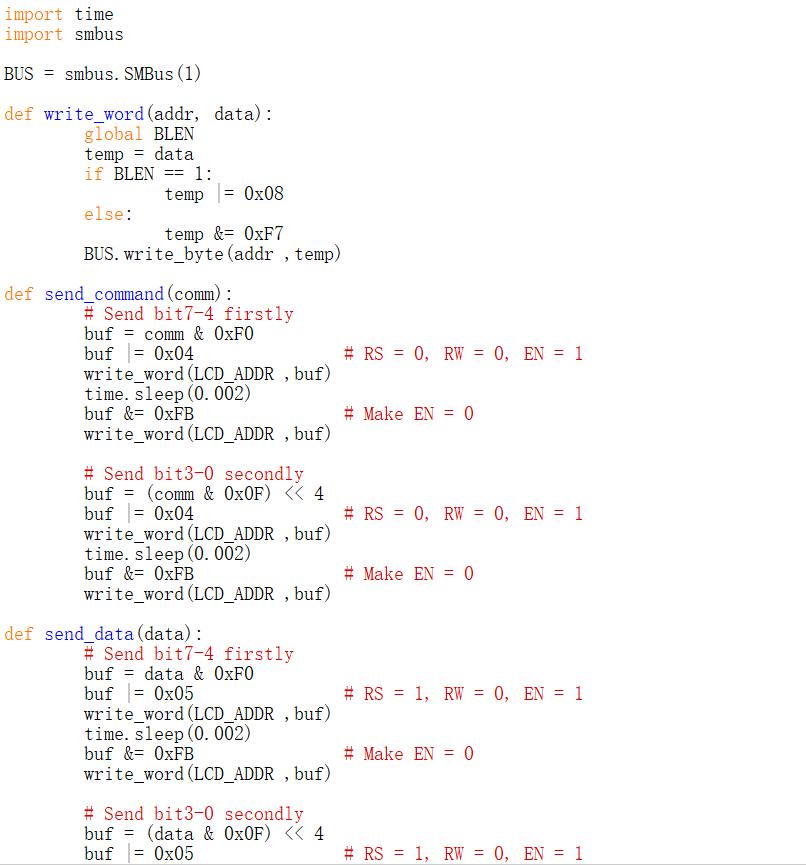 import time
import smbus

BUS = smbus.SMBus(1)

def write_word(addr, data):
        global BLEN
        temp = data
        if BLEN == 1:
                temp |= 0x08
        else:
                temp &= 0xF7
        BUS.write_byte(addr ,temp)

def send_command(comm):
        # Send bit7-4 firstly
        buf = comm & 0xF0
        buf |= 0x04               # RS = 0, RW = 0, EN = 1
        write_word(LCD_ADDR ,buf)
        time.sleep(0.002)
        buf &= 0xFB               # Make EN = 0
        write_word(LCD_ADDR ,buf)

        # Send bit3-0 secondly
        buf = (comm & 0x0F) << 4
        buf |= 0x04               # RS = 0, RW = 0, EN = 1
        write_word(LCD_ADDR ,buf)
        time.sleep(0.002)
        buf &= 0xFB               # Make EN = 0
        write_word(LCD_ADDR ,buf)

def send_data(data):
        # Send bit7-4 firstly
        buf = data & 0xF0
        buf |= 0x05               # RS = 1, RW = 0, EN = 1
        write_word(LCD_ADDR ,buf)
        time.sleep(0.002)
        buf &= 0xFB               # Make EN = 0
        write_word(LCD_ADDR ,buf)

        # Send bit3-0 secondly
        buf = (data & 0x0F) << 4
        buf |= 0x05               # RS = 1, RW = 0, EN = 1